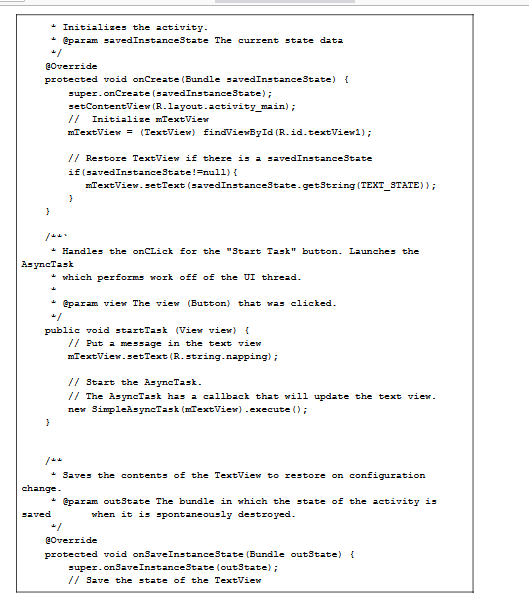 * Initializes the activity.
* @param savedInstanceState The current state data
*/
@Override
protected void onCreate(Bundle savedInstanceState) {
super.onCreate(savedInstanceState);
setContentView(R.layout.activity_main);
//  Initialize mTextView
mTextView = (TextView) findViewById(R.id.textView1);
// Restore TextView if there is a savedInstanceState
if(savedInstanceState!=null){
mTextView.setText(savedInstanceState.getString(TEXT_STATE));
}
}
/**`
* Handles the onCLick for the "Start Task" button. Launches the
AsyncTask
* which performs work off of the UI thread.
*
* @param view The view (Button) that was clicked.
*/
public void startTask (View view) {
// Put a message in the text view
mTextView.setText(R.string.napping);
// Start the AsyncTask.
// The AsyncTask has a callback that will update the text view.
new SimpleAsyncTask(mTextView).execute();
}
/**
* Saves the contents of the TextView to restore on configuration
change.
* @param outState The bundle in which the state of the activity is
saved when it is spontaneously destroyed.
*/
@Override
protected void onSaveInstanceState(Bundle outState) {
super.onSaveInstanceState(outState);
// Save the state of the TextView